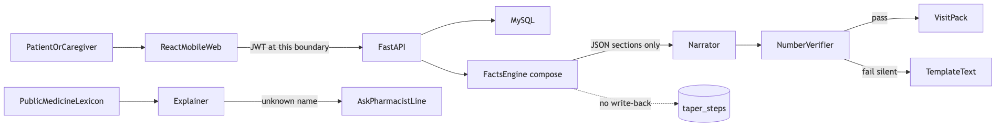 PatientOrCaregiver
ReactMobileWeb
JWT at this boundary
FastAPI
MySQL
FactsEngine compose
JSON sections only
Narrator
NumberVerifier
pass
VisitPack
fail silent
TemplateText
no write-back
taper_steps
PublicMedicineLexicon
Explainer
unknown name
AskPharmacistLine